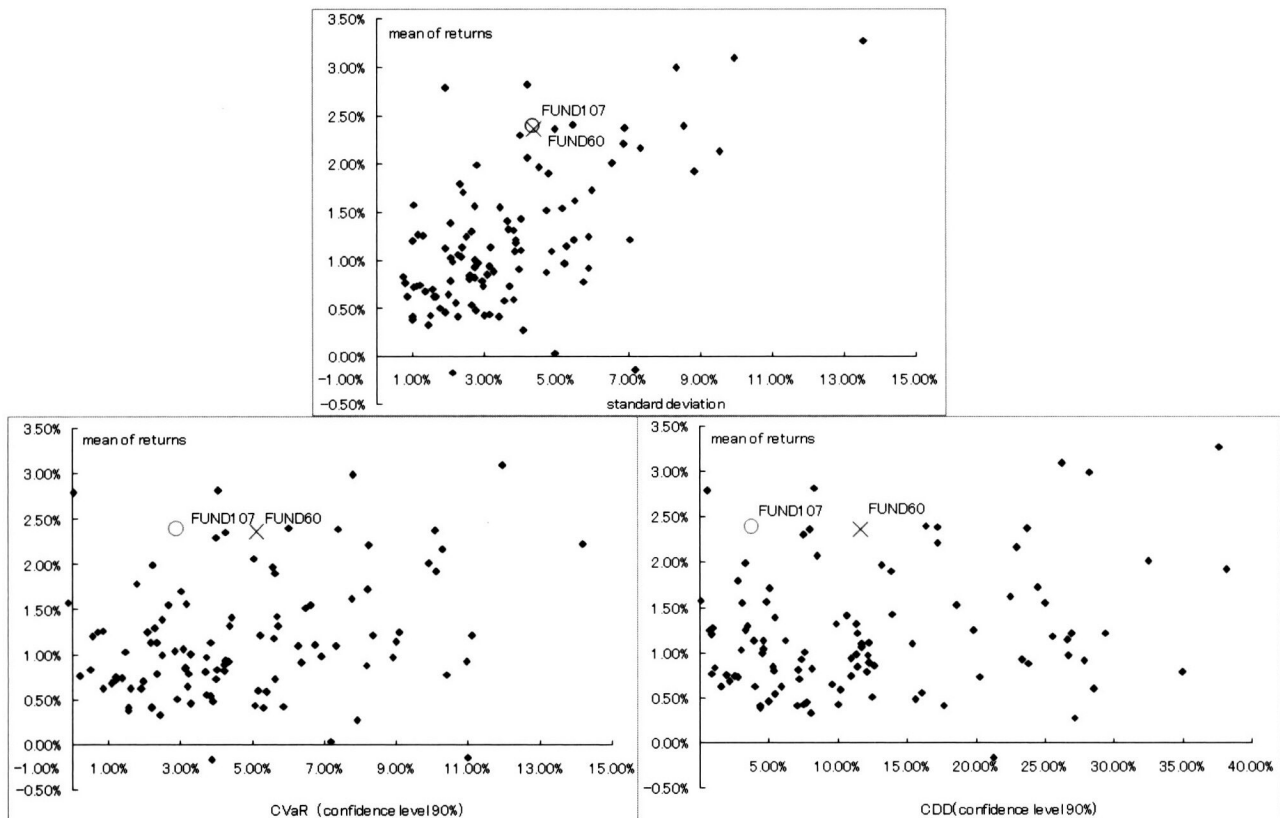 3.50%
mean of returns
3.00%
2.50%
FUND107
FUND60
2.00%
1.50%
1.00%
0.50%
0.00%
-1.00% 1.00% 3.00% 5.00% 7.00% 9.00% 11.00% 13.00% 15.00%
-0.50%
standard deviation
3.50%
mean of returns
3.00%
2.50%
FUND107 FUND60
2.00%
1.50%
1.00%
0.50%
0.00%
-1.00% 1.00% 3.00% 5.00% 7.00% 9.00% 11.00% 13.00% 15.00%
-0.50%
CVaR (confidence level 90%)
3.50%
mean of returns
3.00%
2.50%
FUND107 FUND60
2.00%
1.50%
1.00%
0.50%
0.00%
5.00% 10.00% 15.00% 20.00% 25.00% 30.00% 35.00% 40.00%
-0.50%
CDD(confidence level 90%)